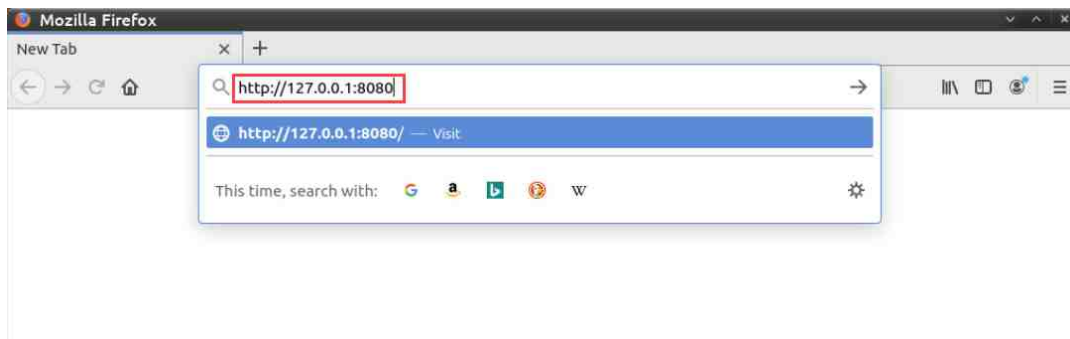 Mozilla Firefox
New Tab
http://127.0.0.1:8080
http://127.0.0.1:8080/ — Visit
This time, search with: G a b W